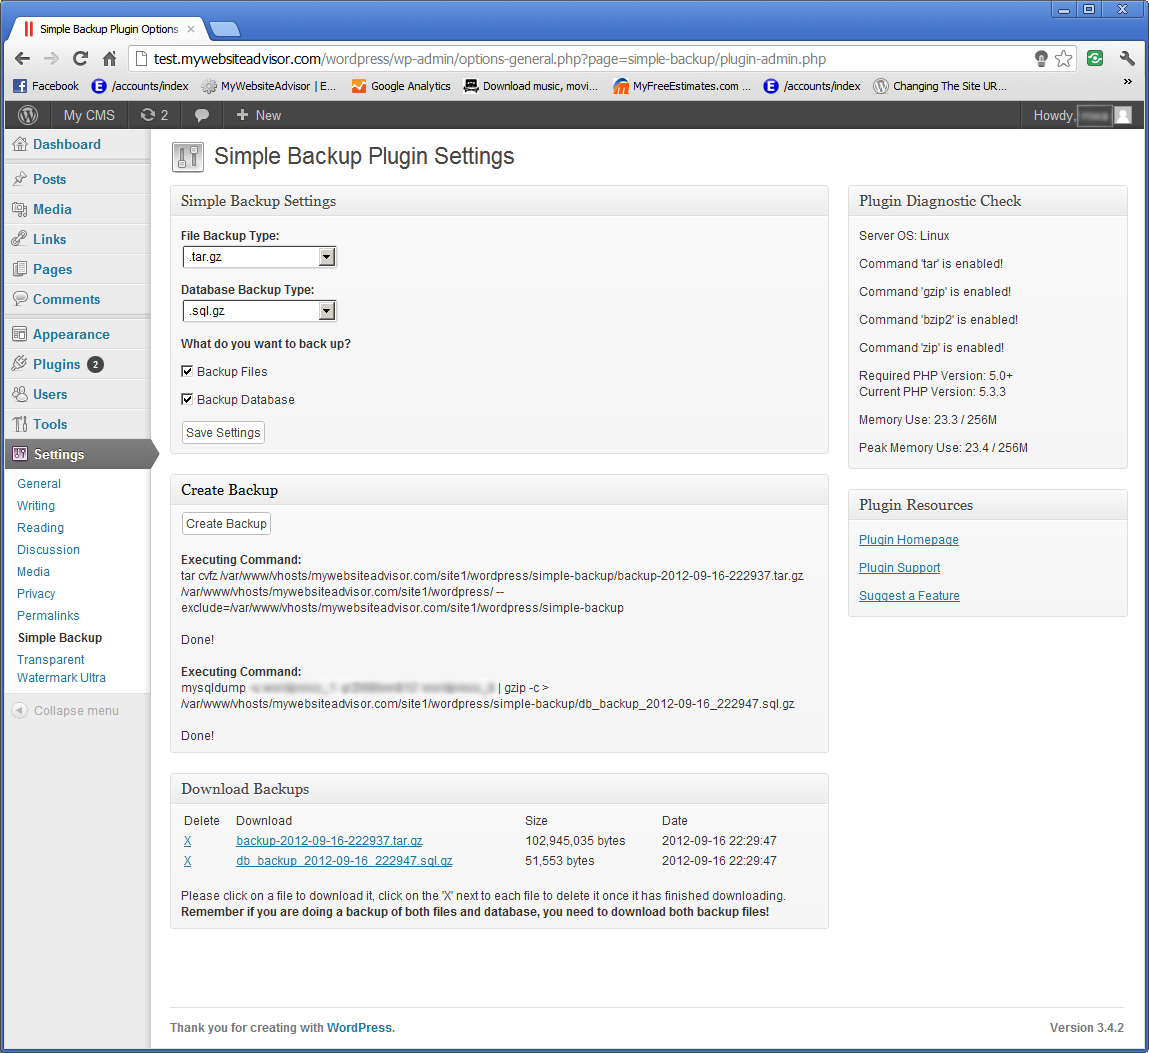 Simple Backup Plugin Options
test.mywebsiteadvisor.com/wordpress/wp-admin/options-general.php?page=simple-backup/plugin-admin.php
Facebook
/accounts/index
MyWebsiteAdvisor | E...
Google Analytics
Download music, movi...
MyFreeEstimates.com ...
/accounts/index
Changing The Site UR...
»
My CMS
2
+ New
Howdy,
Dashboard
Posts
Media
Links
Pages
Comments
Appearance
Plugins 2
Users
Tools
Settings
General
Writing
Reading
Discussion
Media
Privacy
Permalinks
Simple Backup
Transparent
Watermark Ultra
Collapse menu
Simple Backup Plugin Settings
Simple Backup Settings
File Backup Type:
.tar.gz
Database Backup Type:
.sql.gz
What do you want to back up?
Backup Files
Backup Database
Save Settings
Create Backup
Create Backup
Executing Command:
tar cvfz /var/www/vhosts/mywebsiteadvisor.com/site1/wordpress/simple-backup/backup-2012-09-16-222937.tar.gz
/var/www/vhosts/mywebsiteadvisor.com/site1/wordpress/ --
exclude=/var/www/vhosts/mywebsiteadvisor.com/site1/wordpress/simple-backup
Done!
Executing Command:
mysqldump | gzip -c >
/var/www/vhosts/mywebsiteadvisor.com/site1/wordpress/simple-backup/db_backup_2012-09-16_222947.sql.gz
Done!
Download Backups
Delete Download Size Date
X backup-2012-09-16-222937.tar.gz 102,945,035 bytes 2012-09-16 22:29:47
X db_backup_2012-09-16_222947.sql.gz 51,553 bytes 2012-09-16 22:29:47
Please click on a file to download it, click on the 'X' next to each file to delete it once it has finished downloading.
Remember if you are doing a backup of both files and database, you need to download both backup files!
Plugin Diagnostic Check
Server OS: Linux
Command 'tar' is enabled!
Command 'gzip' is enabled!
Command 'bzip2' is enabled!
Command 'zip' is enabled!
Required PHP Version: 5.0+
Current PHP Version: 5.3.3
Memory Use: 23.3 / 256M
Peak Memory Use: 23.4 / 256M
Plugin Resources
Plugin Homepage
Plugin Support
Suggest a Feature
Thank you for creating with WordPress.
Version 3.4.2